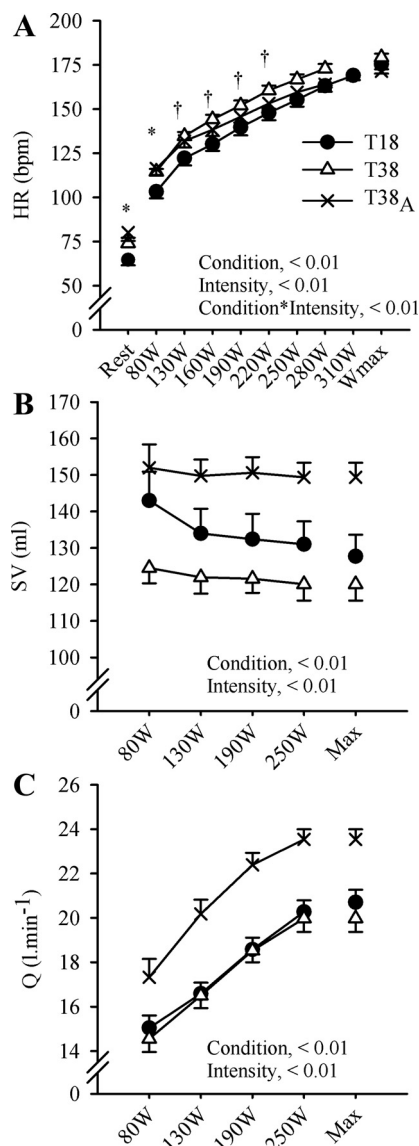 A
HR (bpm)
200
175
150
125
100
75
50
0
*
*
†
†
†
†
T18
T38
T38A
Condition, < 0.01
Intensity, < 0.01
Condition*Intensity, < 0.01
Rest
80W
130W
160W
190W
220W
250W
280W
310W
Wmax
B
SV (ml)
170
160
150
140
130
120
110
100
0
Condition, < 0.01
Intensity, < 0.01
80W
130W
190W
250W
Max
C
Q (l.min-1)
26
24
22
20
18
16
14
0
Condition, < 0.01
Intensity, < 0.01
80W
130W
190W
250W
Max